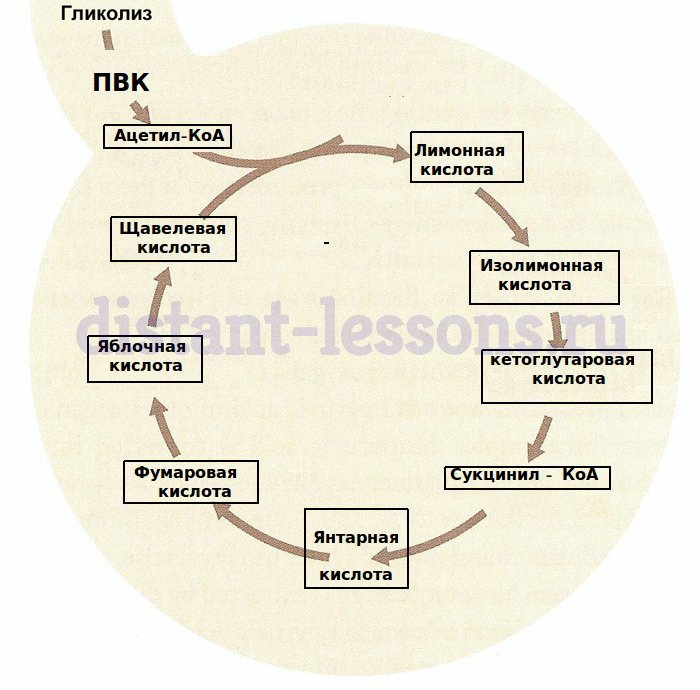 Гликолиз
ПВК
Ацетил-КоА
Лимонная
кислота
Щавелевая
кислота
Изолимонная
кислота
distant-lessons.ru
Яблочная
кислота
кетоглутаровая
кислота
Фумаровая
кислота
Сукцинил - КоА
Янтарная
кислота